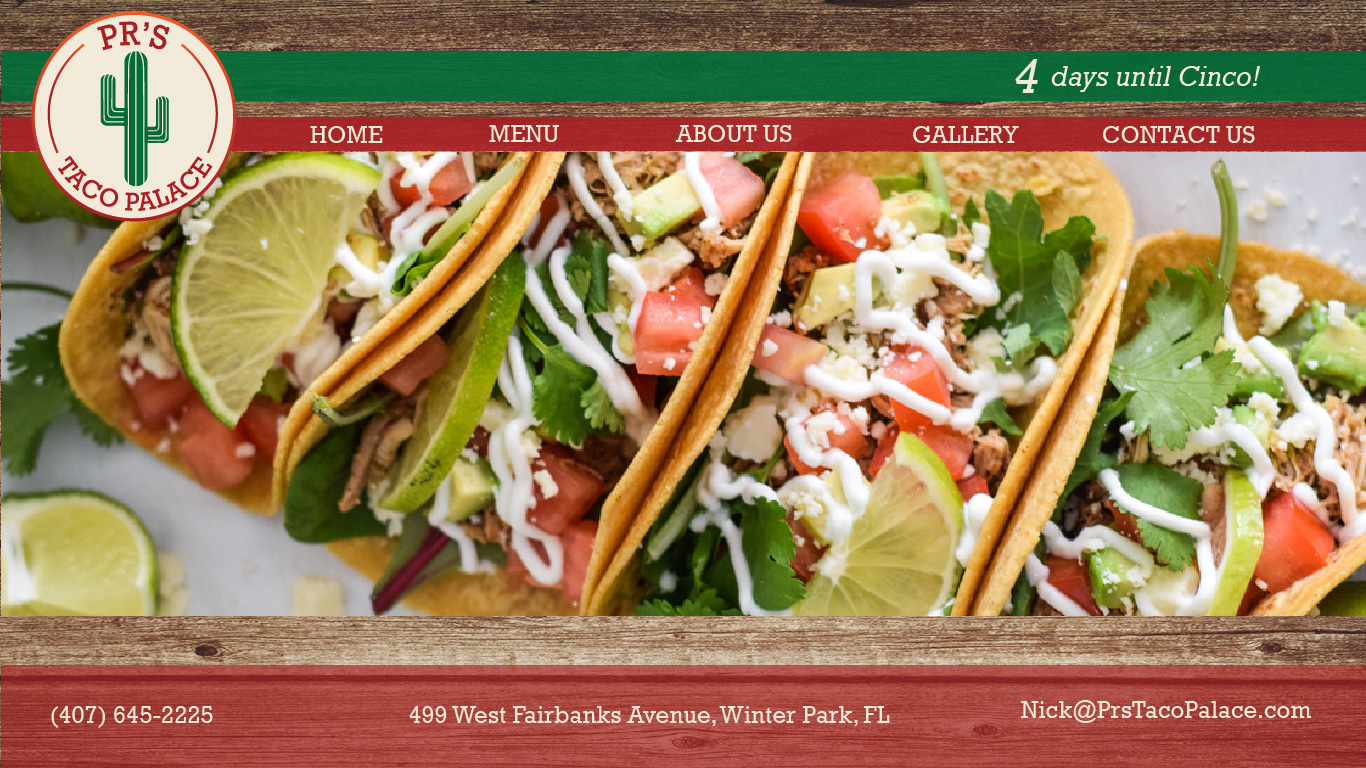 PR'S
TACO PALACE
4 days until Cinco!
HOME MENU ABOUT US GALLERY CONTACT US
(407) 645-2225 499 West Fairbanks Avenue, Winter Park, FL Nick@PrsTacoPalace.com